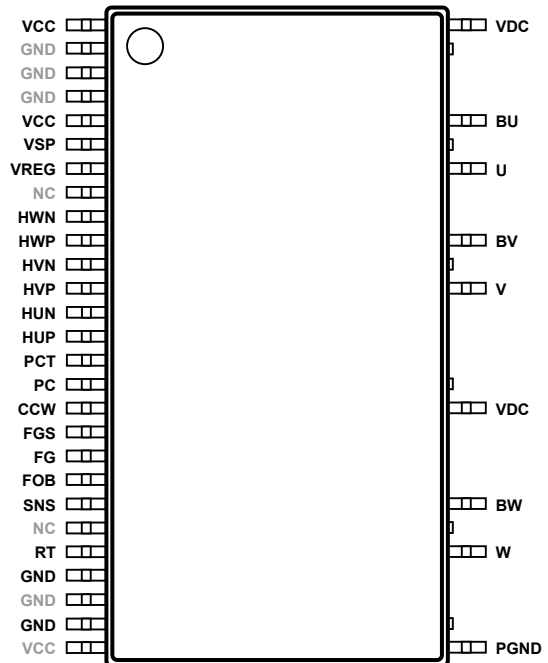 VCC
GND
GND
GND
VCC
VSP
VREG
NC
HWN
HWP
HVN
HVP
HUN
HUP
PCT
PC
CCW
FGS
FG
FOB
SNS
NC
RT
GND
GND
GND
VCC
VDC
BU
U
BV
V
VDC
BW
W
PGND